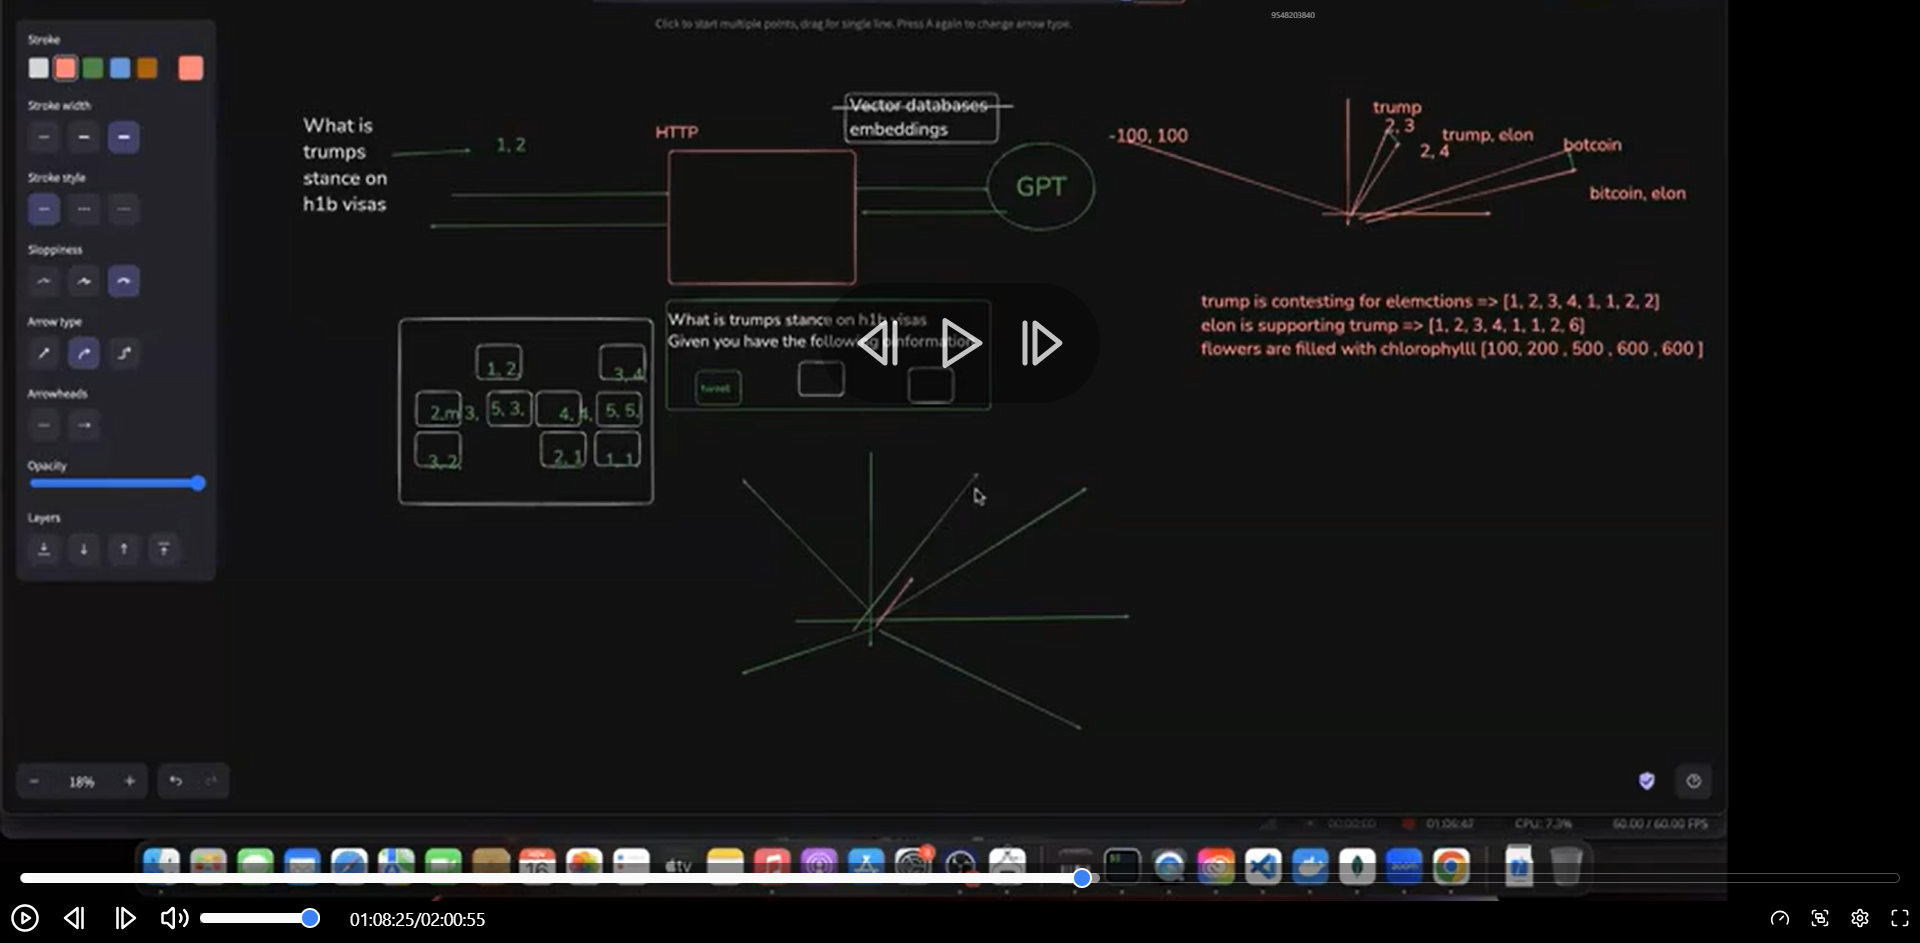 Click to start multiple points, drag for single line. Press A again to change arrow type.
9548203840
Stroke
Stroke width
Stroke style
Sloppiness
Arrow type
Arrowheads
Opacity
Layers
What is
trumps
stance on
h1b visas
1, 2
HTTP
Vector databases
embeddings
GPT
-100, 100
trump
2, 3
trump, elon
2, 4
botcoin
bitcoin, elon
trump is contesting for elemctions => [1, 2, 3, 4, 1, 1, 2, 2]
elon is supporting trump => [1, 2, 3, 4, 1, 1, 2, 6]
flowers are filled with chlorophylll [100, 200 , 500 , 600 , 600 ]
What is trumps stance on h1b visas
Given you have the following information
tweet
1, 2,
3, 4,
2,m 3,
5, 3,
4, 4,
5, 5,
3, 2,
2, 1
1, 1,
18%
00:00:00
01:06:47
CPU: 7.3%
60.00 / 60.00 FPS
NOV
16
tv
zoom
01:08:25/02:00:55